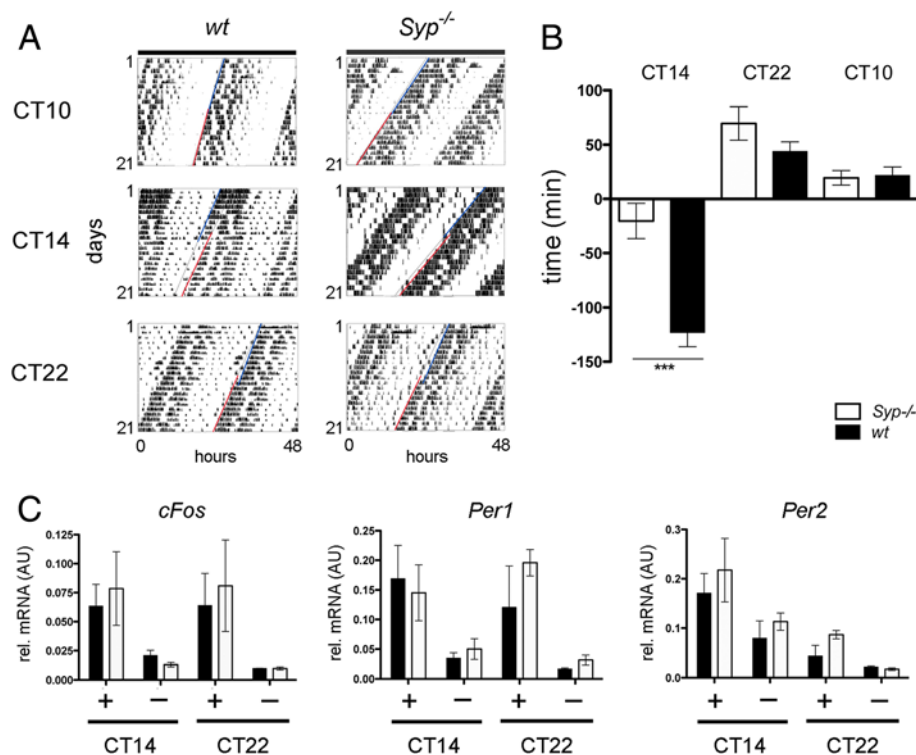 A
wt
Syp-/-
CT10
1
21
CT14
days
1
21
CT22
1
21
0
hours
48
0
hours
48
B
CT14
CT22
CT10
time (min)
100
50
0
-50
-100
-150
***
Syp-/-
wt
C
cFos
rel. mRNA (AU)
0.125
0.100
0.075
0.050
0.025
0.000
+ − + −
CT14 CT22
Per1
rel. mRNA (AU)
0.20
0.15
0.10
0.05
0.00
+ − + −
CT14 CT22
Per2
rel. mRNA (AU)
0.3
0.2
0.1
0.0
+ − + −
CT14 CT22